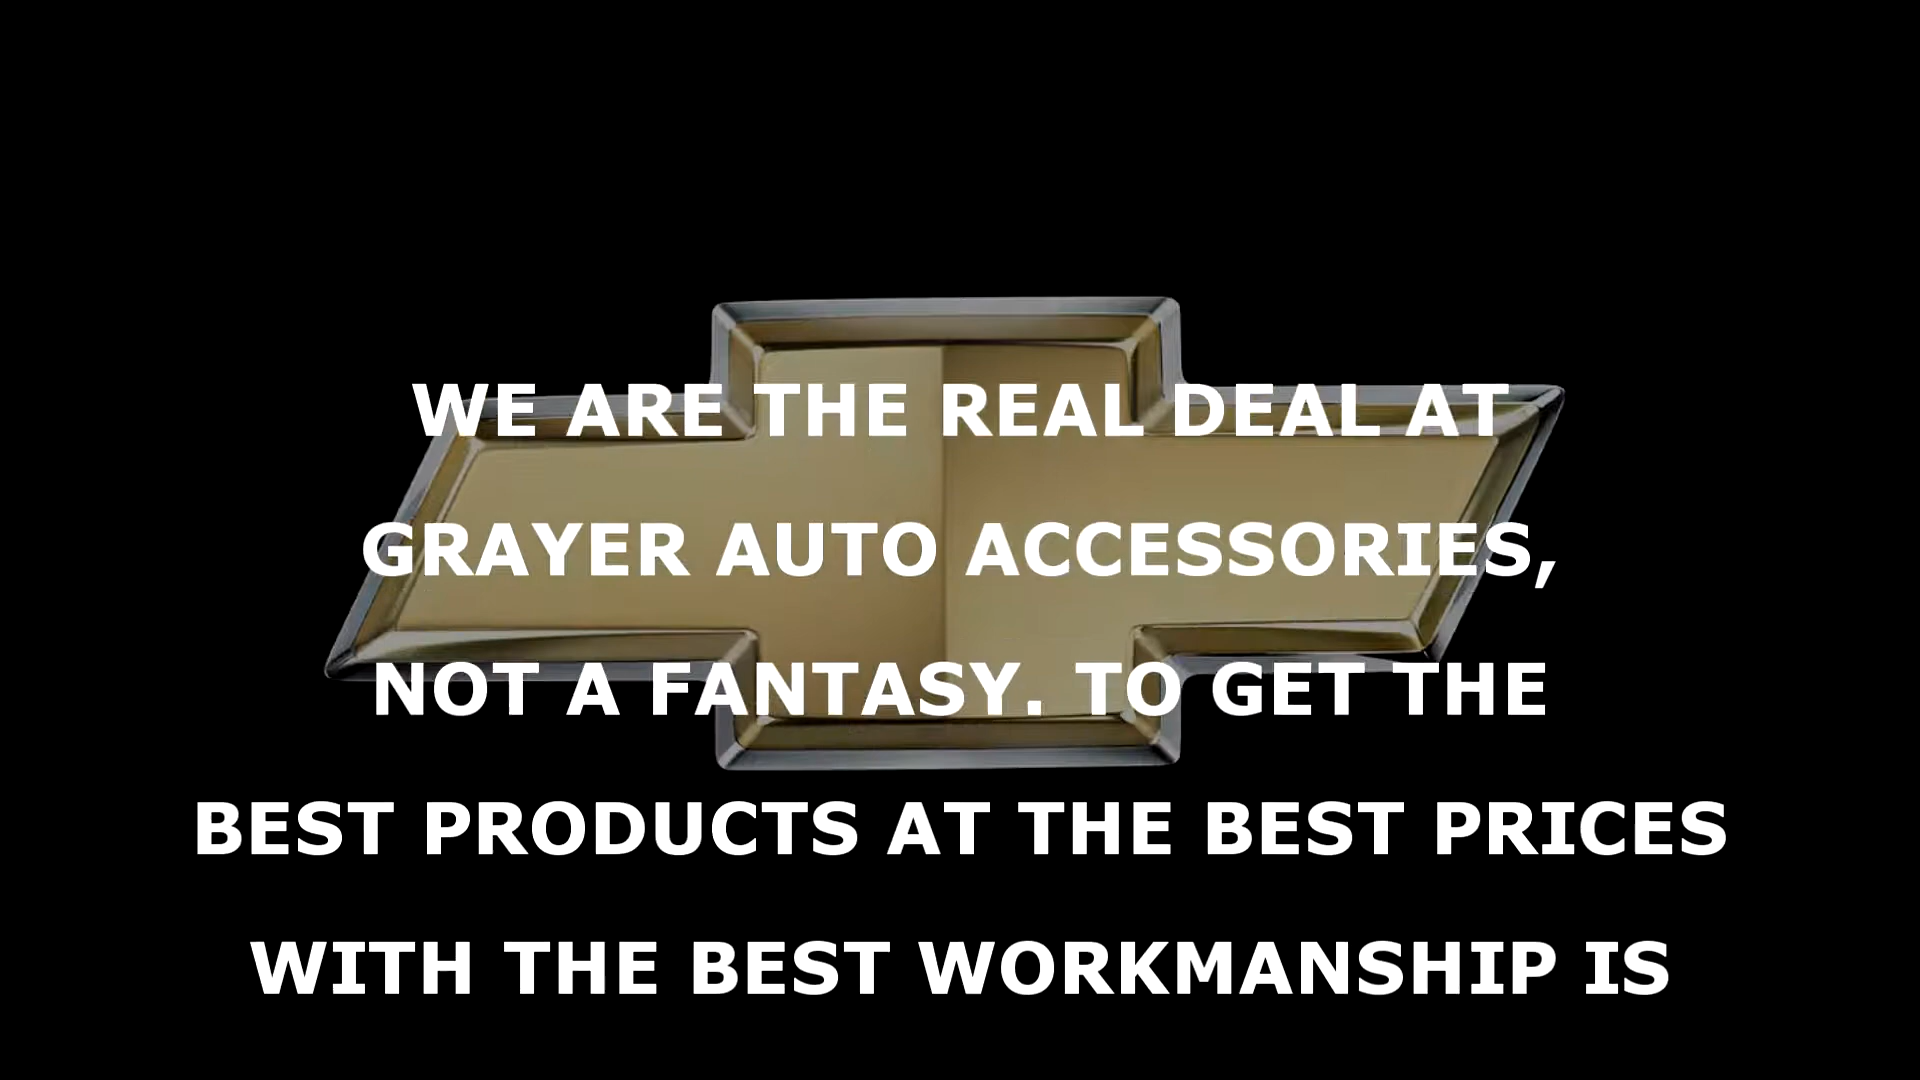 WE ARE THE REAL DEAL AT
GRAYER AUTO ACCESSORIES,
NOT A FANTASY. TO GET THE
BEST PRODUCTS AT THE BEST PRICES
WITH THE BEST WORKMANSHIP IS